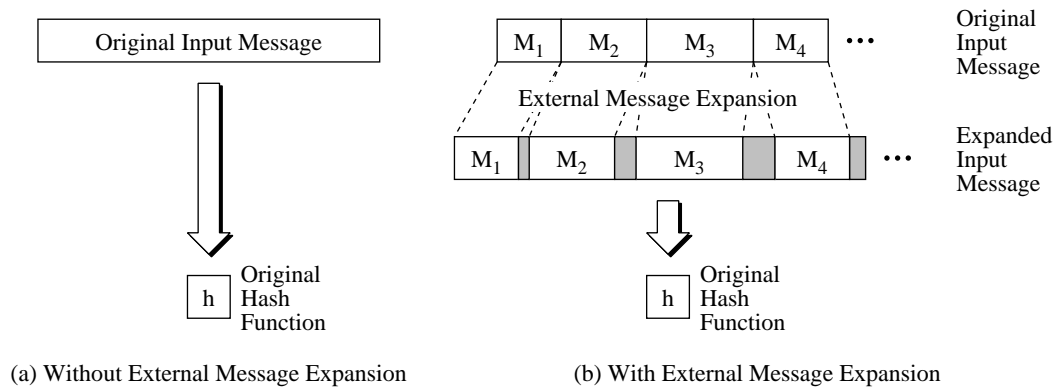 Original Input Message
h
Original
Hash
Function
(a) Without External Message Expansion
M1 M2 M3 M4 •••
Original
Input
Message
External Message Expansion
M1 M2 M3 M4 •••
Expanded
Input
Message
h
Original
Hash
Function
(b) With External Message Expansion